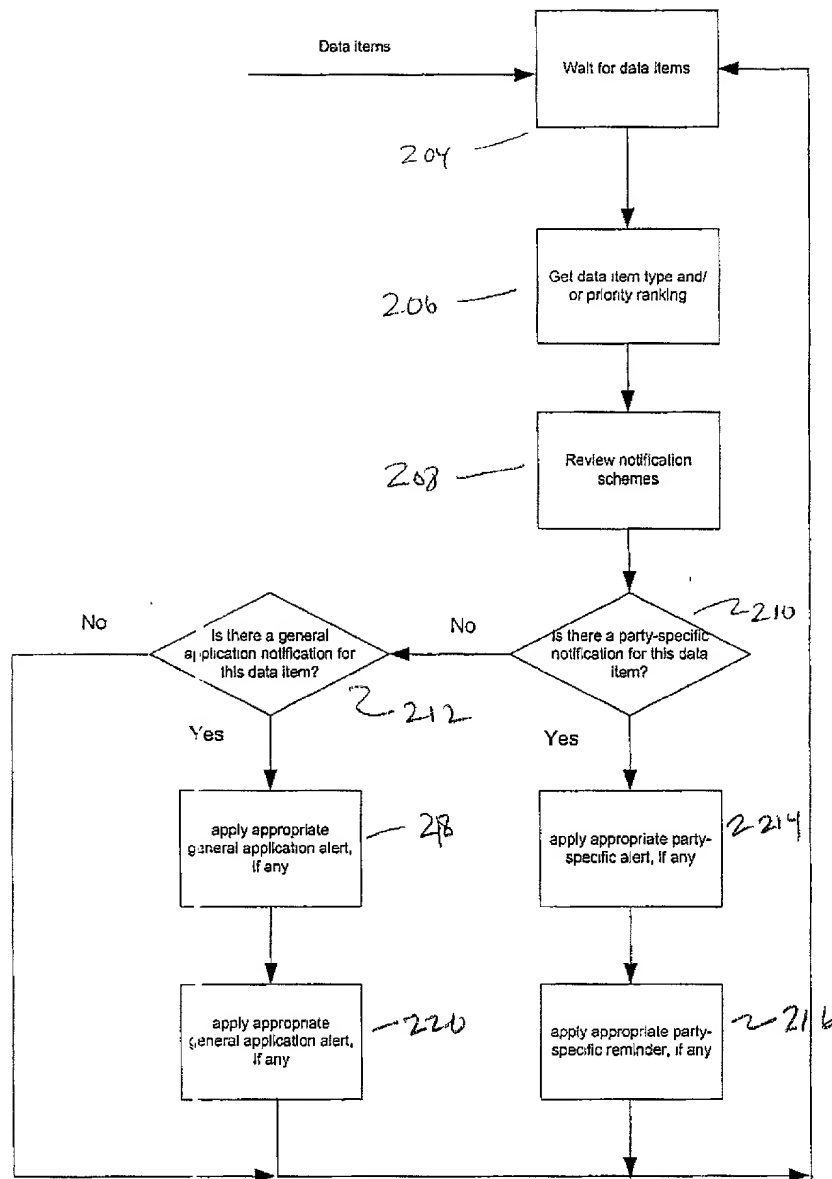 Data items
Wait for data items
204
Get data item type and/
or priority ranking
206
Review notification
schemes
208
210
No
Is there a general
application notification for
this data item?
No
Is there a party-specific
notification for this data
item?
212
Yes
Yes
apply appropriate
general application alert,
if any
218
apply appropriate party-
specific alert, if any
214
apply appropriate
general application alert,
if any
220
apply appropriate party-
specific reminder, if any
216